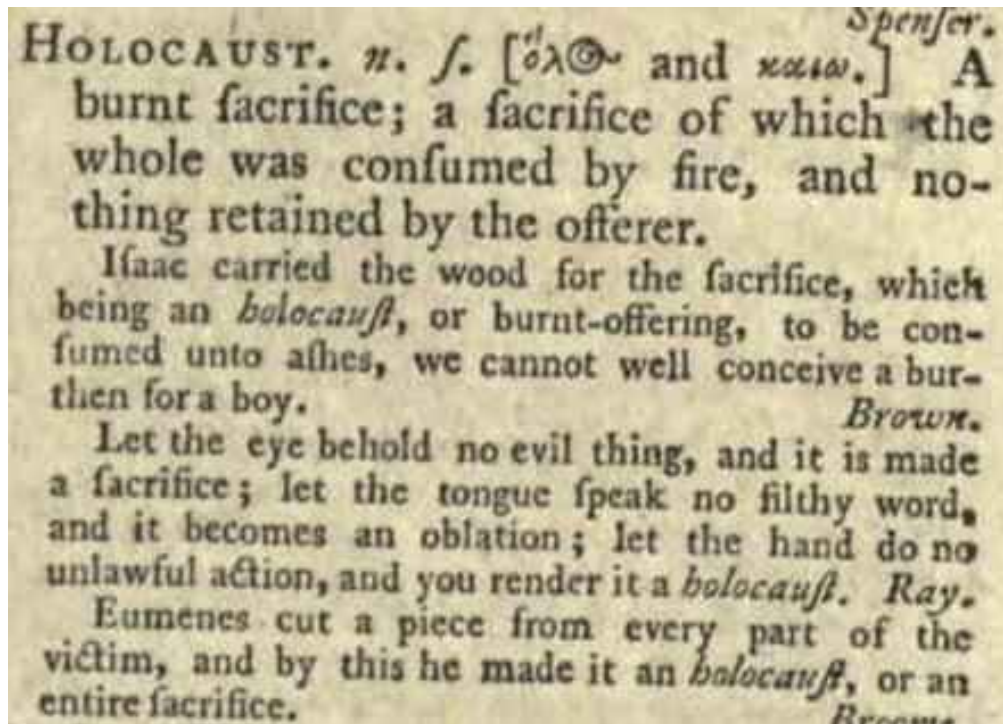 Spenſer.
HOLOCAUST. n. ſ. [ὅλος and καιω.] A
burnt ſacrifice; a ſacrifice of which the
whole was conſumed by fire, and no-
thing retained by the offerer.
Iſaac carried the wood for the ſacrifice, which
being an holocauſt, or burnt-offering, to be con-
ſumed unto aſhes, we cannot well conceive a bur-
then for a boy. Brown.
Let the eye behold no evil thing, and it is made
a ſacrifice; let the tongue ſpeak no filthy word,
and it becomes an oblation; let the hand do no
unlawful action, and you render it a holocauſt. Ray.
Eumenes cut a piece from every part of the
victim, and by this he made it an holocauſt, or an
entire ſacrifice. Broome.